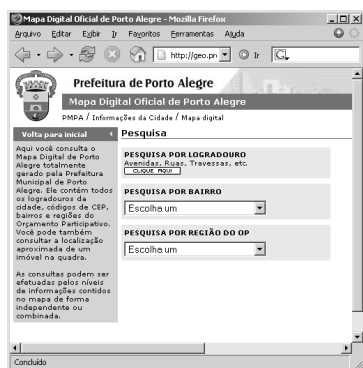 Mapa Digital Oficial de Porto Alegre - Mozilla Firefox
Arquivo Editar Exibir Ir Favoritos Ferramentas Ajuda
http://geo.pr
Ir
Prefeitura de Porto Alegre
Mapa Digital Oficial de Porto Alegre
PMPA / Informações da Cidade / Mapa digital
Volta para inicial
Aqui você consulta o
Mapa Digital de Porto
Alegre totalmente
gerado pela Prefeitura
Municipal de Porto
Alegre. Ele contém todos
os logradouros da
cidade, códigos de CEP,
bairros e regiões do
Orçamento Participativo.
Você pode também
consultar a localização
aproximada de um
imóvel na quadra.
As consultas podem ser
efetuadas pelos níveis
de informações contidos
no mapa de forma
independente ou
combinada.
Pesquisa
PESQUISA POR LOGRADOURO
Avenidas, Ruas, Travessas, etc.
CLIQUE AQUI
PESQUISA POR BAIRRO
Escolha um
PESQUISA POR REGIÃO DO OP
Escolha um
Concluído